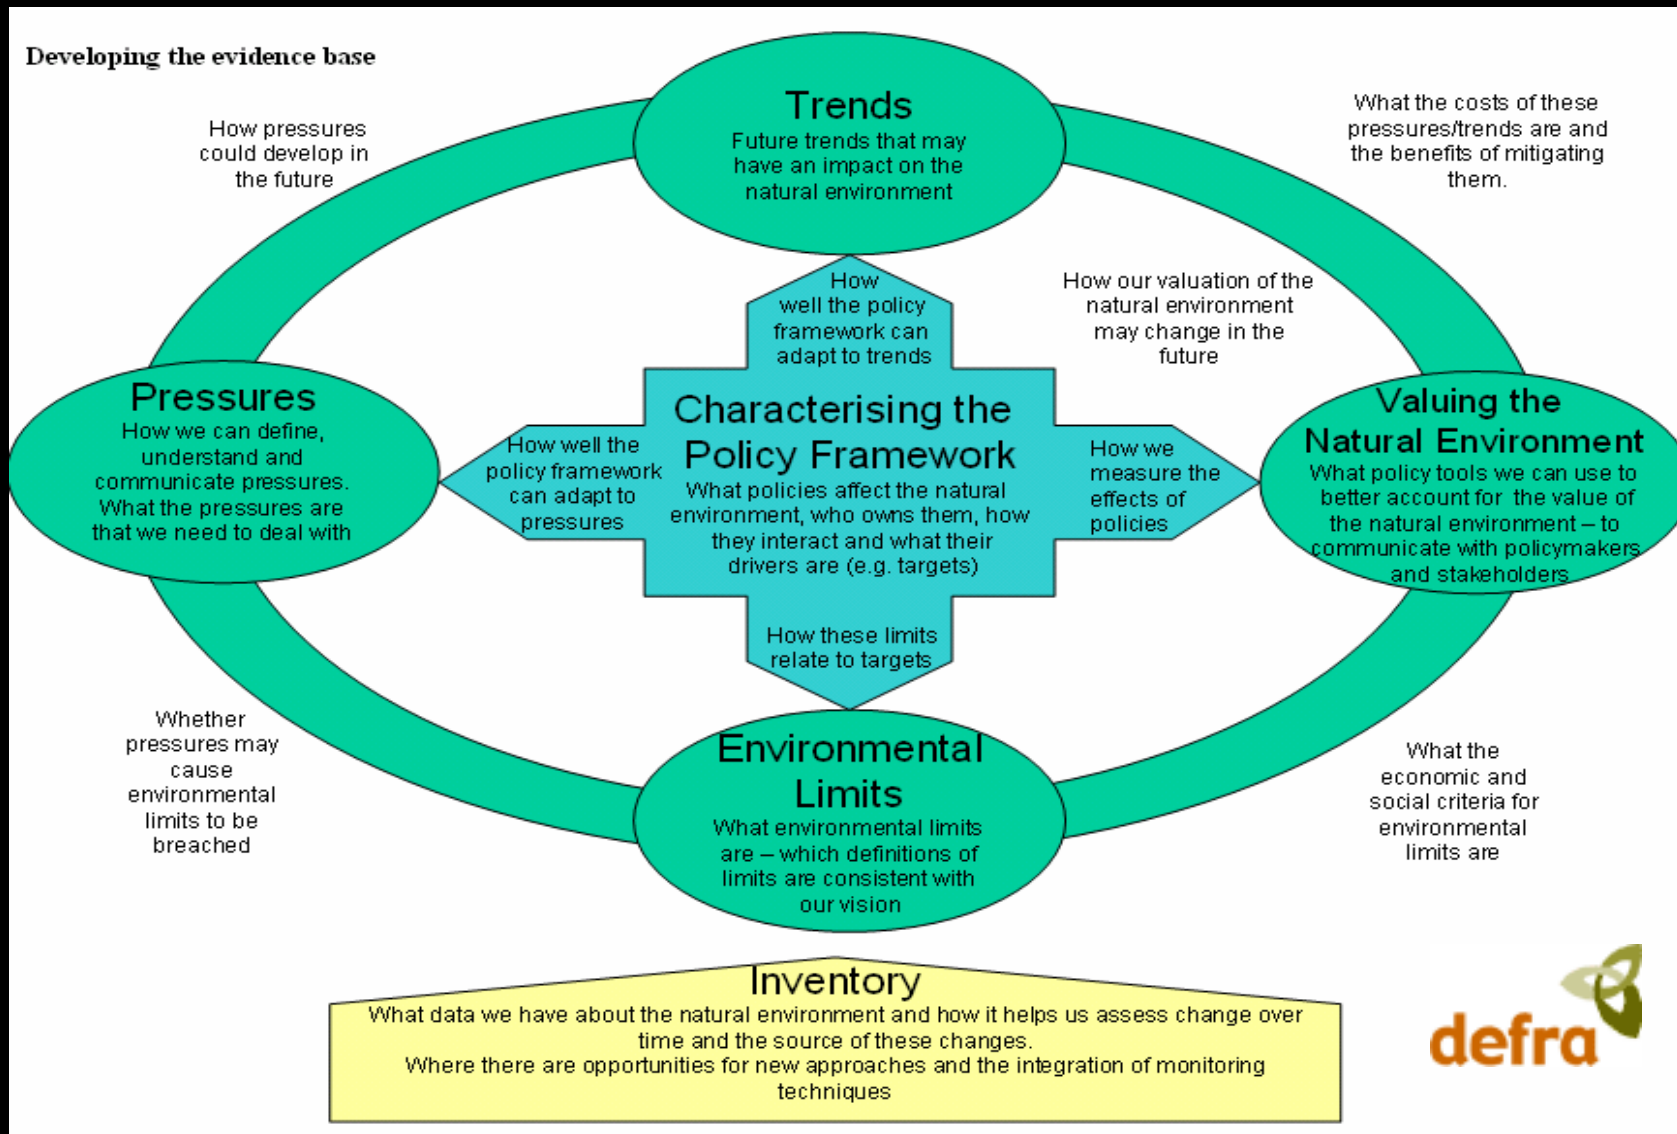 Developing the evidence base
How pressures
could develop in
the future
Trends
Future trends that may
have an impact on the
natural environment
What the costs of these
pressures/trends are and
the benefits of mitigating
them.
How
well the policy
framework can
adapt to trends
How our valuation of the
natural environment
may change in the
future
Pressures
How we can define,
understand and
communicate pressures.
What the pressures are
that we need to deal with
How well the
policy framework
can adapt to
pressures
Characterising the
Policy Framework
What policies affect the natural
environment, who owns them, how
they interact and what their
drivers are (e.g. targets)
How we
measure the
effects of
policies
Valuing the
Natural Environment
What policy tools we can use to
better account for the value of
the natural environment – to
communicate with policymakers
and stakeholders
How these limits
relate to targets
Whether
pressures may
cause
environmental
limits to be
breached
Environmental
Limits
What environmental limits
are – which definitions of
limits are consistent with
our vision
What the
economic and
social criteria for
environmental
limits are
Inventory
What data we have about the natural environment and how it helps us assess change over
time and the source of these changes.
Where there are opportunities for new approaches and the integration of monitoring
techniques
defra